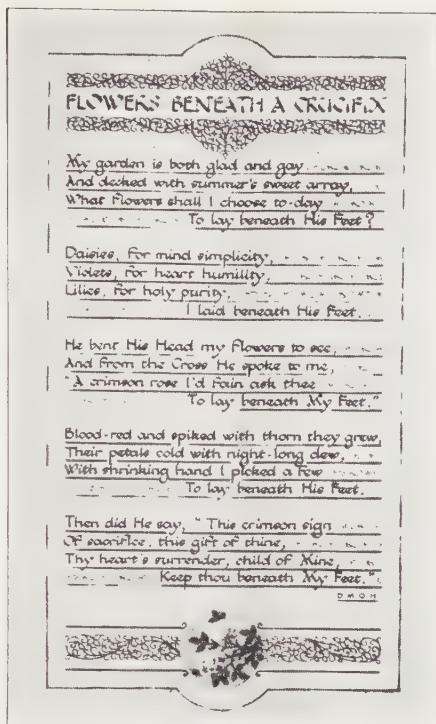 FLOWERS BENEATH A CRUCIFIX
My garden is both glad and gay
And decked with summer's sweet array,
What Flowers shall I choose to-day
To lay beneath His Feet?
Daisies, for mind simplicity,
Violets, for heart humility,
Lilies, for holy purity,
I laid beneath His Feet.
He bent His Head my Flowers to see,
And from the Cross He spoke to me,
"A crimson rose I'd fain ask thee
To lay beneath My Feet."
Blood-red and spiked with thorn they grew,
Their petals cold with night-long dew,
With shrinking hand I picked a few
To lay beneath His Feet.
Then did He say, "This crimson sign
Of sacrifice, this gift of thine,
Thy heart's surrender, child of Mine,
Keep thou beneath My Feet."
D M O H